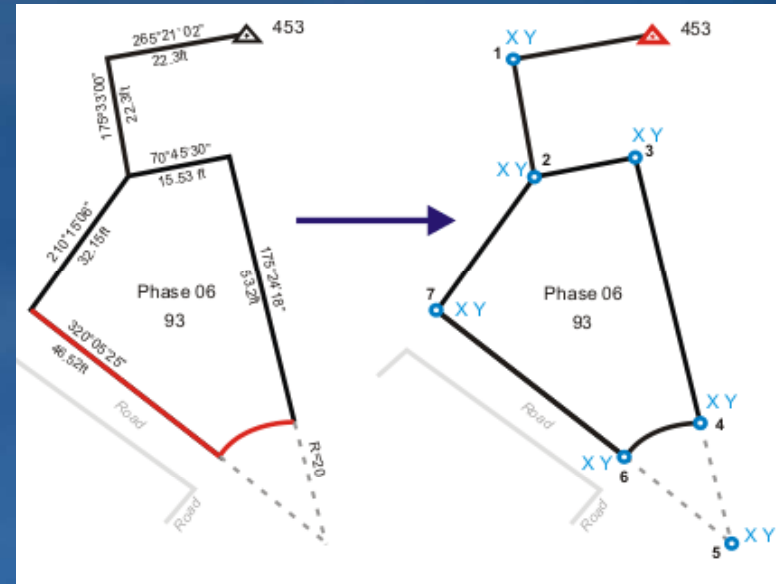 453
265°21'02"
22.3ft
175°33'00"
22.3ft
70°45'30"
15.53 ft
210°15'06"
32.15ft
175°24'18"
53.2ft
Phase 06
93
320°05'25"
46.52ft
R=20
Road
Road
453
X Y
1
X Y
2
X Y
3
Phase 06
93
7
X Y
X Y
4
X Y
6
5
X Y
Road
Road